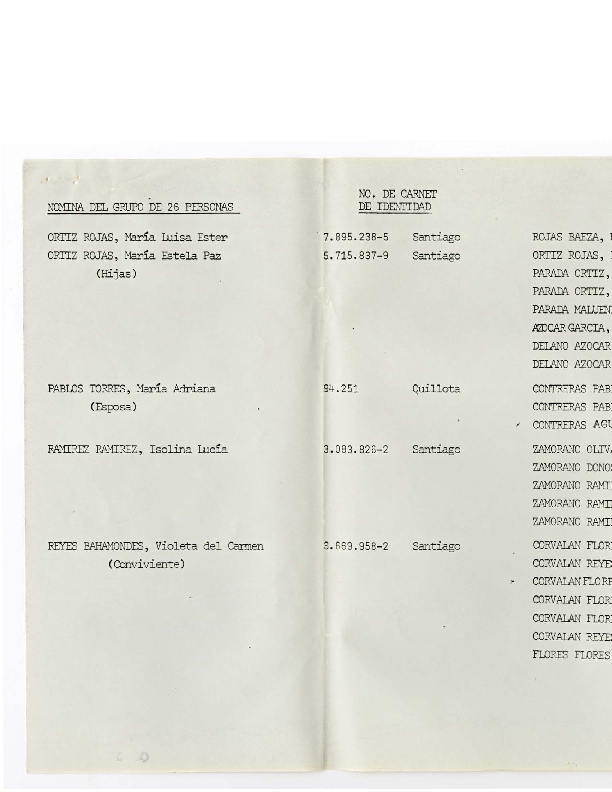 NO. DE CARNET
NOMINA DEL GRUPO DE 26 PERSONAS DE IDENTIDAD
ORTIZ ROJAS, María Luisa Ester 7.895.238-5 Santiago ROJAS BAEZA,
ORTIZ ROJAS, María Estela Paz 5.715.837-9 Santiago ORTIZ ROJAS,
(Hijas) PARADA ORTIZ,
PARADA ORTIZ,
PARADA MALUEN
AZOCAR GARCIA,
DELANO AZOCAR
DELANO AZOCAR
PABLOS TORRES, María Adriana 94.251 Quillota CONTRERAS PAB
(Esposa) CONTRERAS PAB
CONTRERAS AGU
RAMIREZ RAMIREZ, Isolina Lucía 3.093.826-2 Santiago ZAMORANO OLIV
ZAMORANO DONO
ZAMORANO RAMI
ZAMORANO RAMI
ZAMORANO RAMI
REYES BAHAMONDES, Violeta del Carmen 3.669.958-2 Santiago CORVALAN FLOR
(Conviviente) CORVALAN REYE
CORVALAN FLORE
CORVALAN FLOR
CORVALAN FLOR
CORVALAN REYE
FLORES FLORES